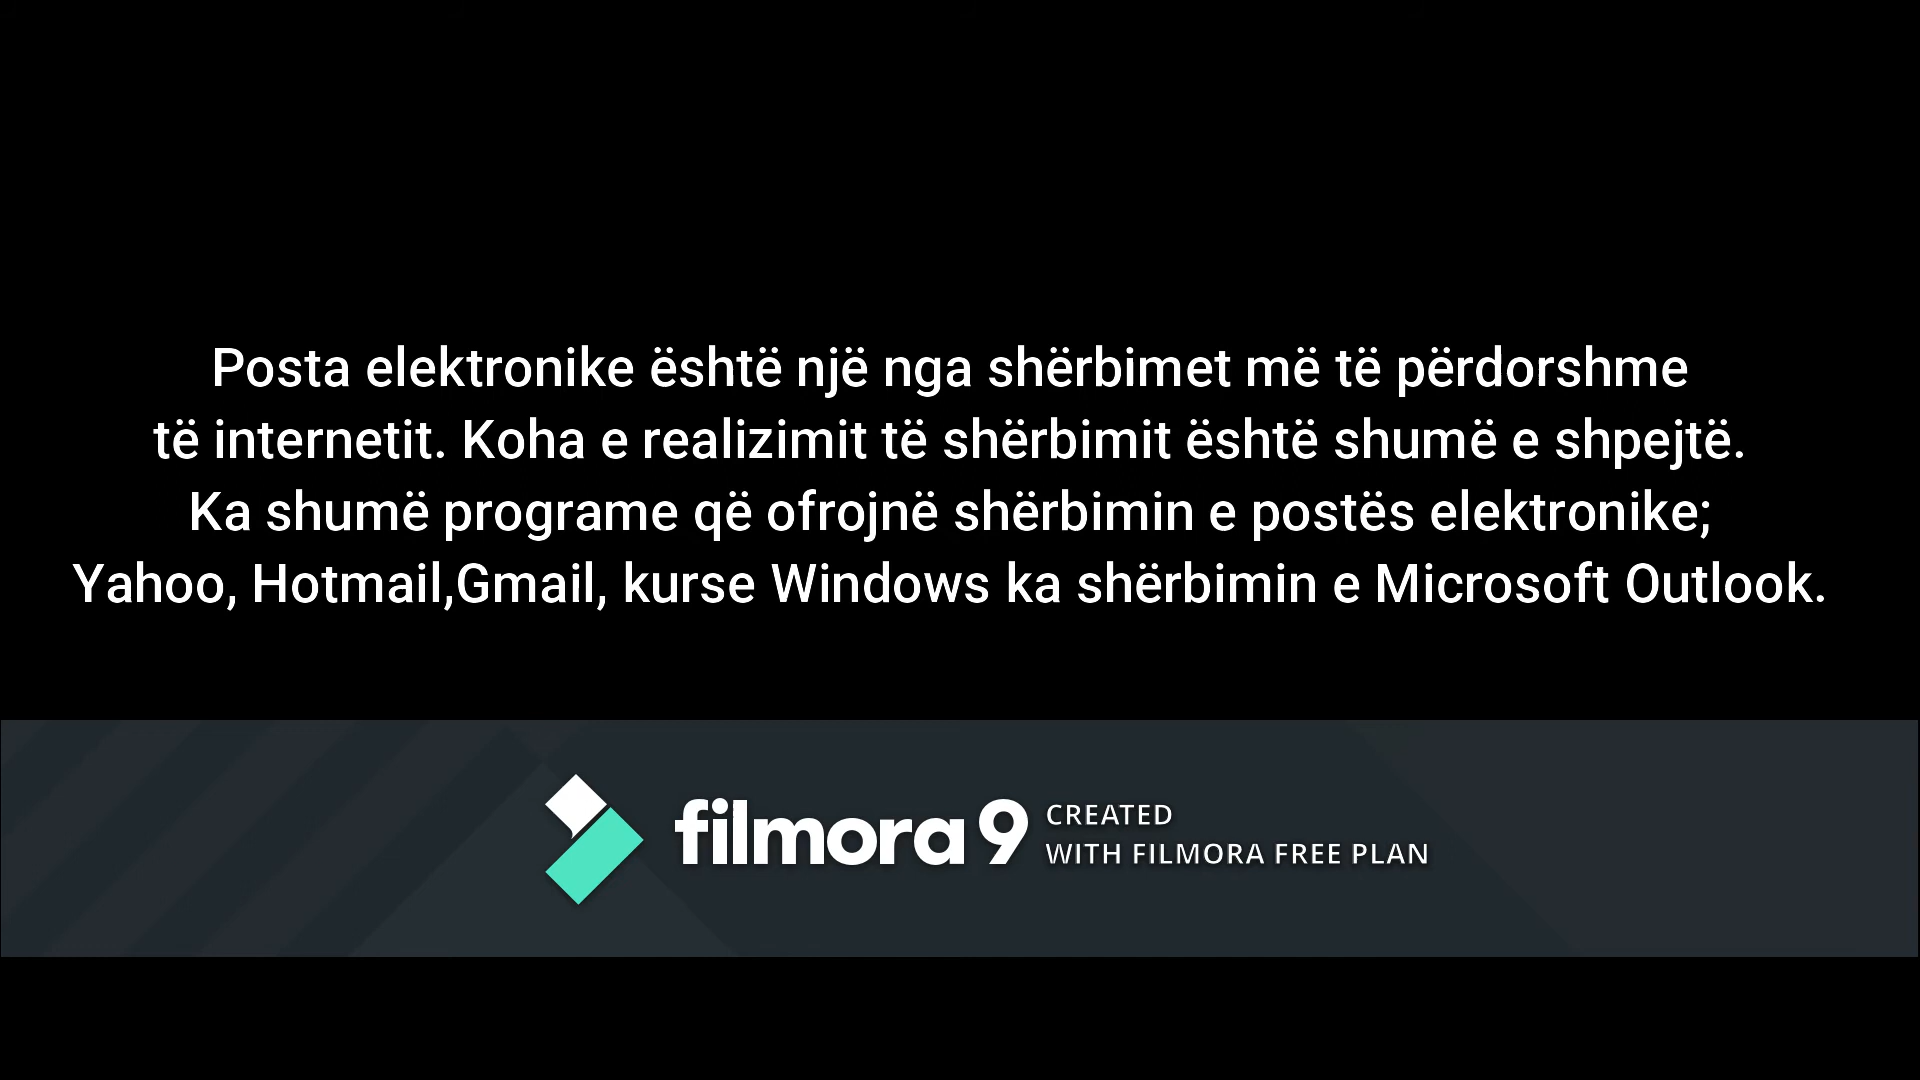 Posta elektronike është një nga shërbimet më të përdorshme
të internetit. Koha e realizimit të shërbimit është shumë e shpejtë.
Ka shumë programe që ofrojnë shërbimin e postës elektronike;
Yahoo, Hotmail,Gmail, kurse Windows ka shërbimin e Microsoft Outlook.
filmora 9
CREATED
WITH FILMORA FREE PLAN